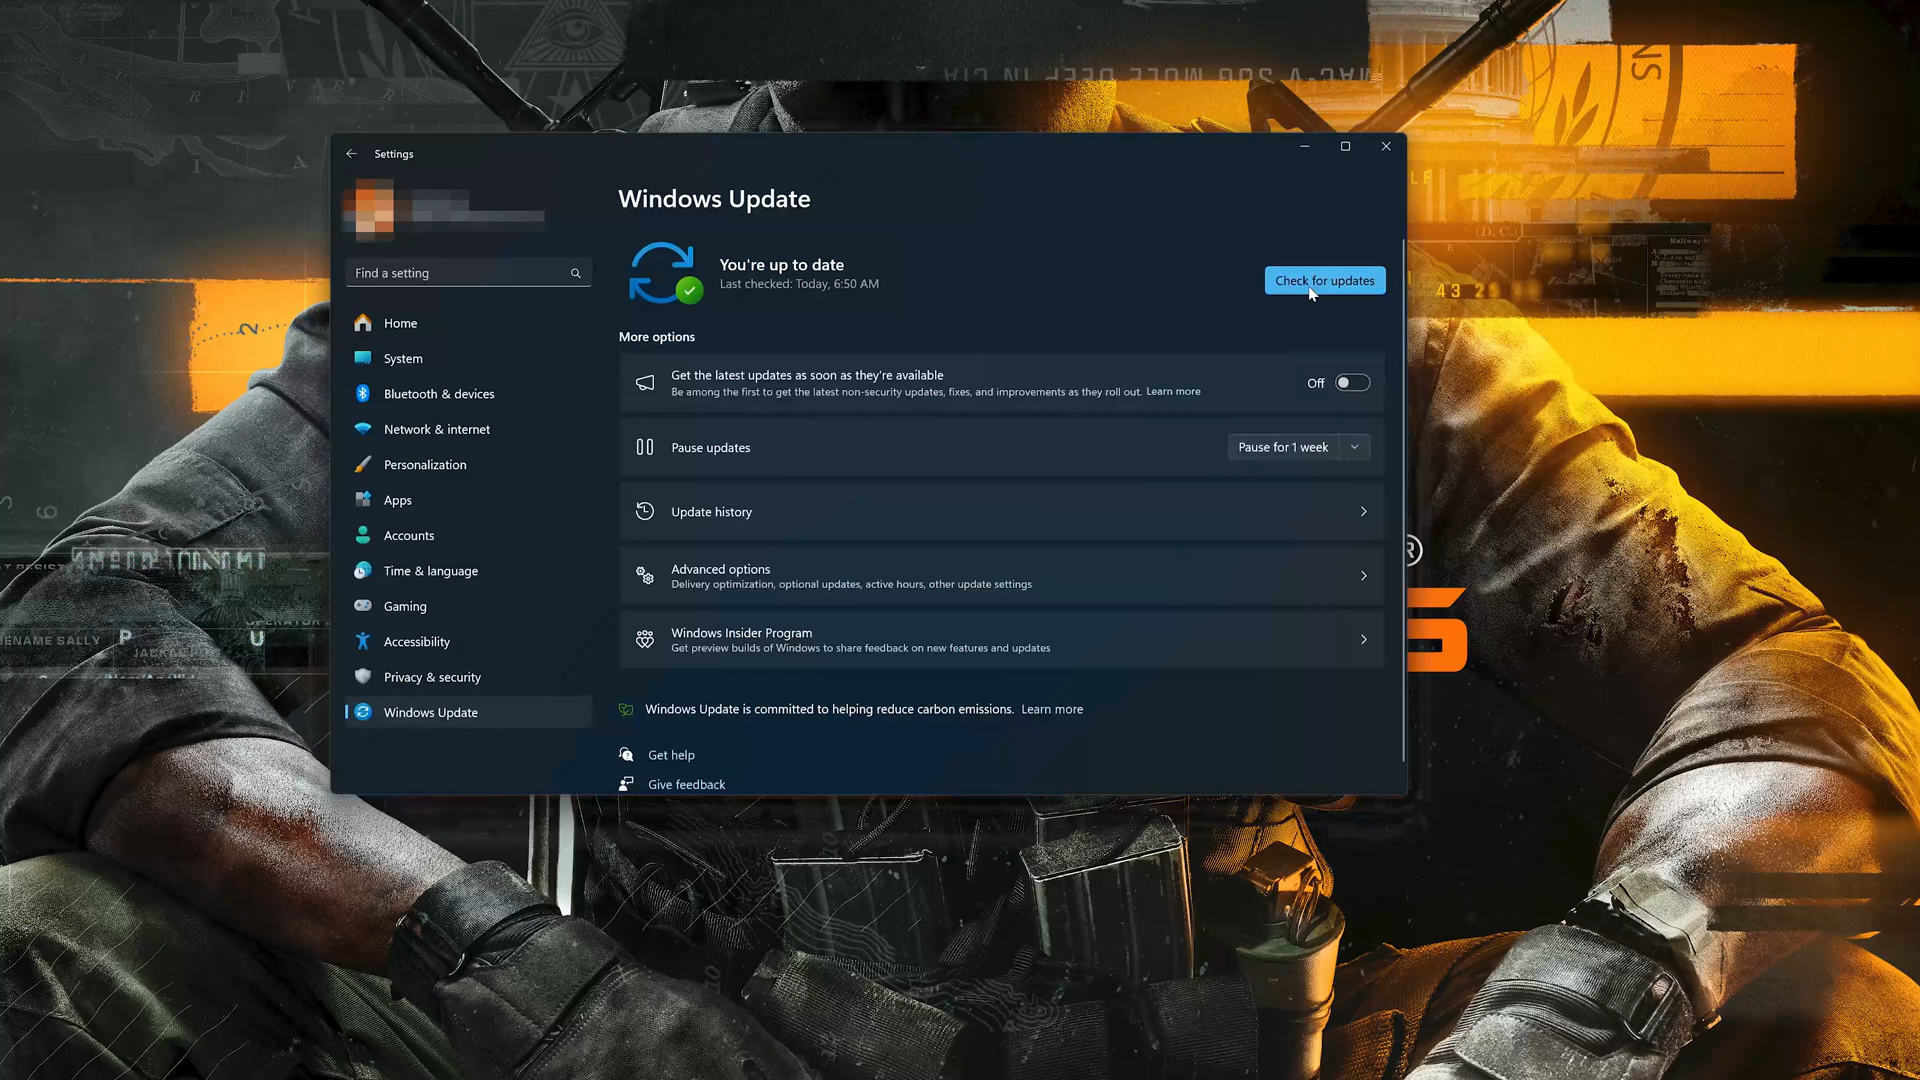 Settings
Find a setting
Home
System
Bluetooth & devices
Network & internet
Personalization
Apps
Accounts
Time & language
Gaming
Accessibility
Privacy & security
Windows Update
Windows Update
You're up to date
Last checked: Today, 6:50 AM
Check for updates
More options
Get the latest updates as soon as they're available
Be among the first to get the latest non-security updates, fixes, and improvements as they roll out. Learn more
Off
Pause updates
Pause for 1 week
Update history
Advanced options
Delivery optimization, optional updates, active hours, other update settings
Windows Insider Program
Get preview builds of Windows to share feedback on new features and updates
Windows Update is committed to helping reduce carbon emissions. Learn more
Get help
Give feedback
R I V E R
NS
(D.C.)
ENAME SALLY
P
U
®
6